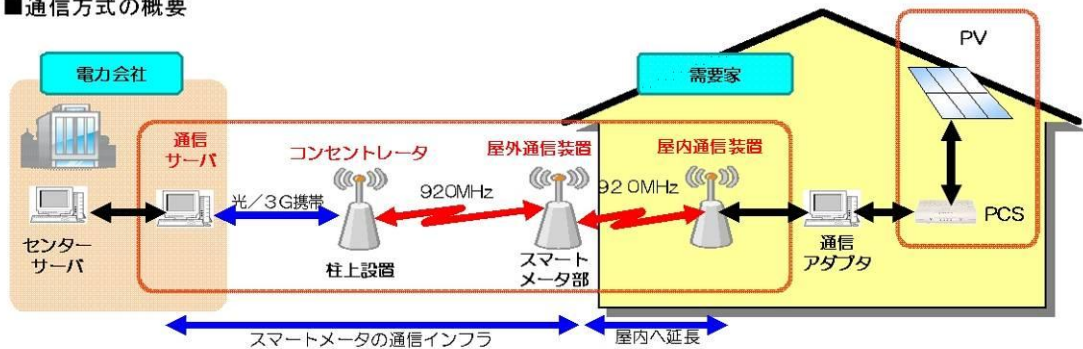 ■通信方式の概要
電力会社
需要家
PV
通信
サーバ
コンセントレータ
屋外通信装置
屋内通信装置
光／3G携帯
920MHz
920MHz
センター
サーバ
柱上設置
スマート
メータ部
通信
アダプタ
PCS
スマートメータの通信インフラ
屋内へ延長